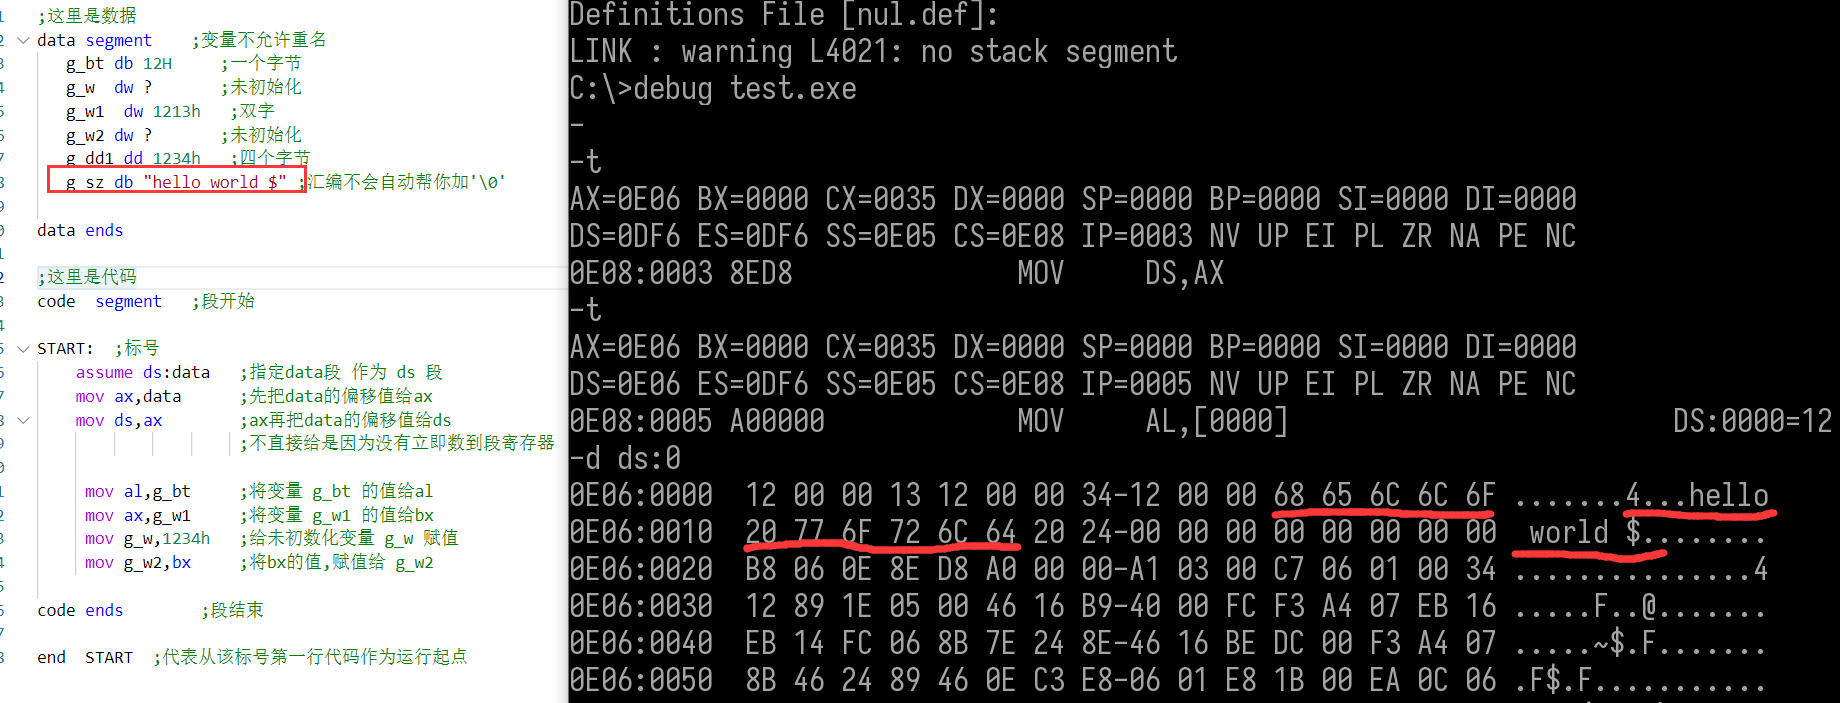 ;这里是数据
data segment    ;变量不允许重名
g_bt db 12H     ;一个字节
g_w  dw ?       ;未初始化
g_w1  dw 1213h   ;双字
g_w2 dw ?       ;未初始化
g_dd1 dd 1234h   ;四个字节
g_sz db "hello world $" ;汇编不会自动帮你加'\0'
data ends
;这里是代码
code  segment   ;段开始
START:  ;标号
assume ds:data   ;指定data段 作为 ds 段
mov ax,data      ;先把data的偏移值给ax
mov ds,ax        ;ax再把data的偏移值给ds
;不直接给是因为没有立即数到段寄存器
mov al,g_bt     ;将变量 g_bt 的值给al
mov ax,g_w1     ;将变量 g_w1 的值给bx
mov g_w,1234h   ;给未初数化变量 g_w 赋值
mov g_w2,bx     ;将bx的值,赋值给 g_w2
code ends        ;段结束
end  START  ;代表从该标号第一行代码作为运行起点
Definitions File [nul.def]:
LINK : warning L4021: no stack segment
C:\>debug test.exe
-
-t
AX=0E06 BX=0000 CX=0035 DX=0000 SP=0000 BP=0000 SI=0000 DI=0000
DS=0DF6 ES=0DF6 SS=0E05 CS=0E08 IP=0003 NV UP EI PL ZR NA PE NC
0E08:0003 8ED8              MOV     DS,AX
-t
AX=0E06 BX=0000 CX=0035 DX=0000 SP=0000 BP=0000 SI=0000 DI=0000
DS=0E06 ES=0DF6 SS=0E05 CS=0E08 IP=0005 NV UP EI PL ZR NA PE NC
0E08:0005 A00000            MOV     AL,[0000]                        DS:0000=12
-d ds:0
0E06:0000  12 00 00 13 12 00 00 34-12 00 00 68 65 6C 6C 6F .......4...hello
0E06:0010  20 77 6F 72 6C 64 20 24-00 00 00 00 00 00 00 00  world $........
0E06:0020  B8 06 0E 8E D8 A0 00 00-A1 03 00 C7 06 01 00 34 ...............4
0E06:0030  12 89 1E 05 00 46 16 B9-40 00 FC F3 A4 07 EB 16 .....F..@.......
0E06:0040  EB 14 FC 06 8B 7E 24 8E-46 16 BE DC 00 F3 A4 07 .....~$.F.......
0E06:0050  8B 46 24 89 46 0E C3 E8-06 01 E8 1B 00 EA 0C 06 .F$.F...........